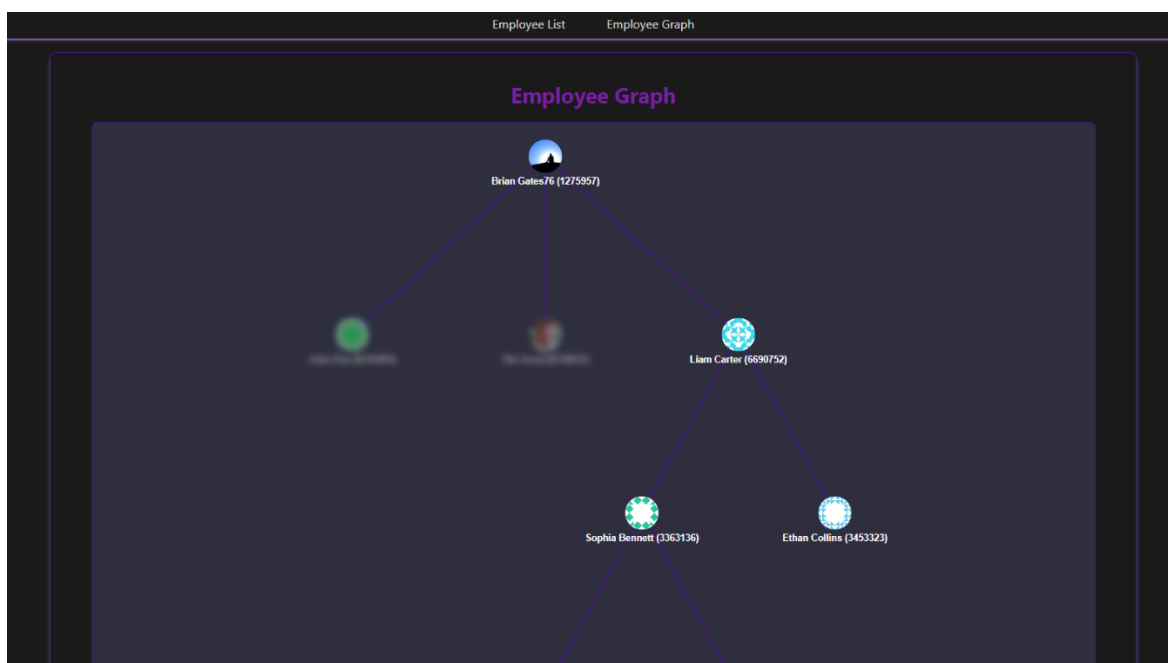 Employee List
Employee Graph
Employee Graph
Brian Gates76 (1275957)
Liam Carter (6690752)
Sophia Bennett (3363136)
Ethan Collins (3453323)